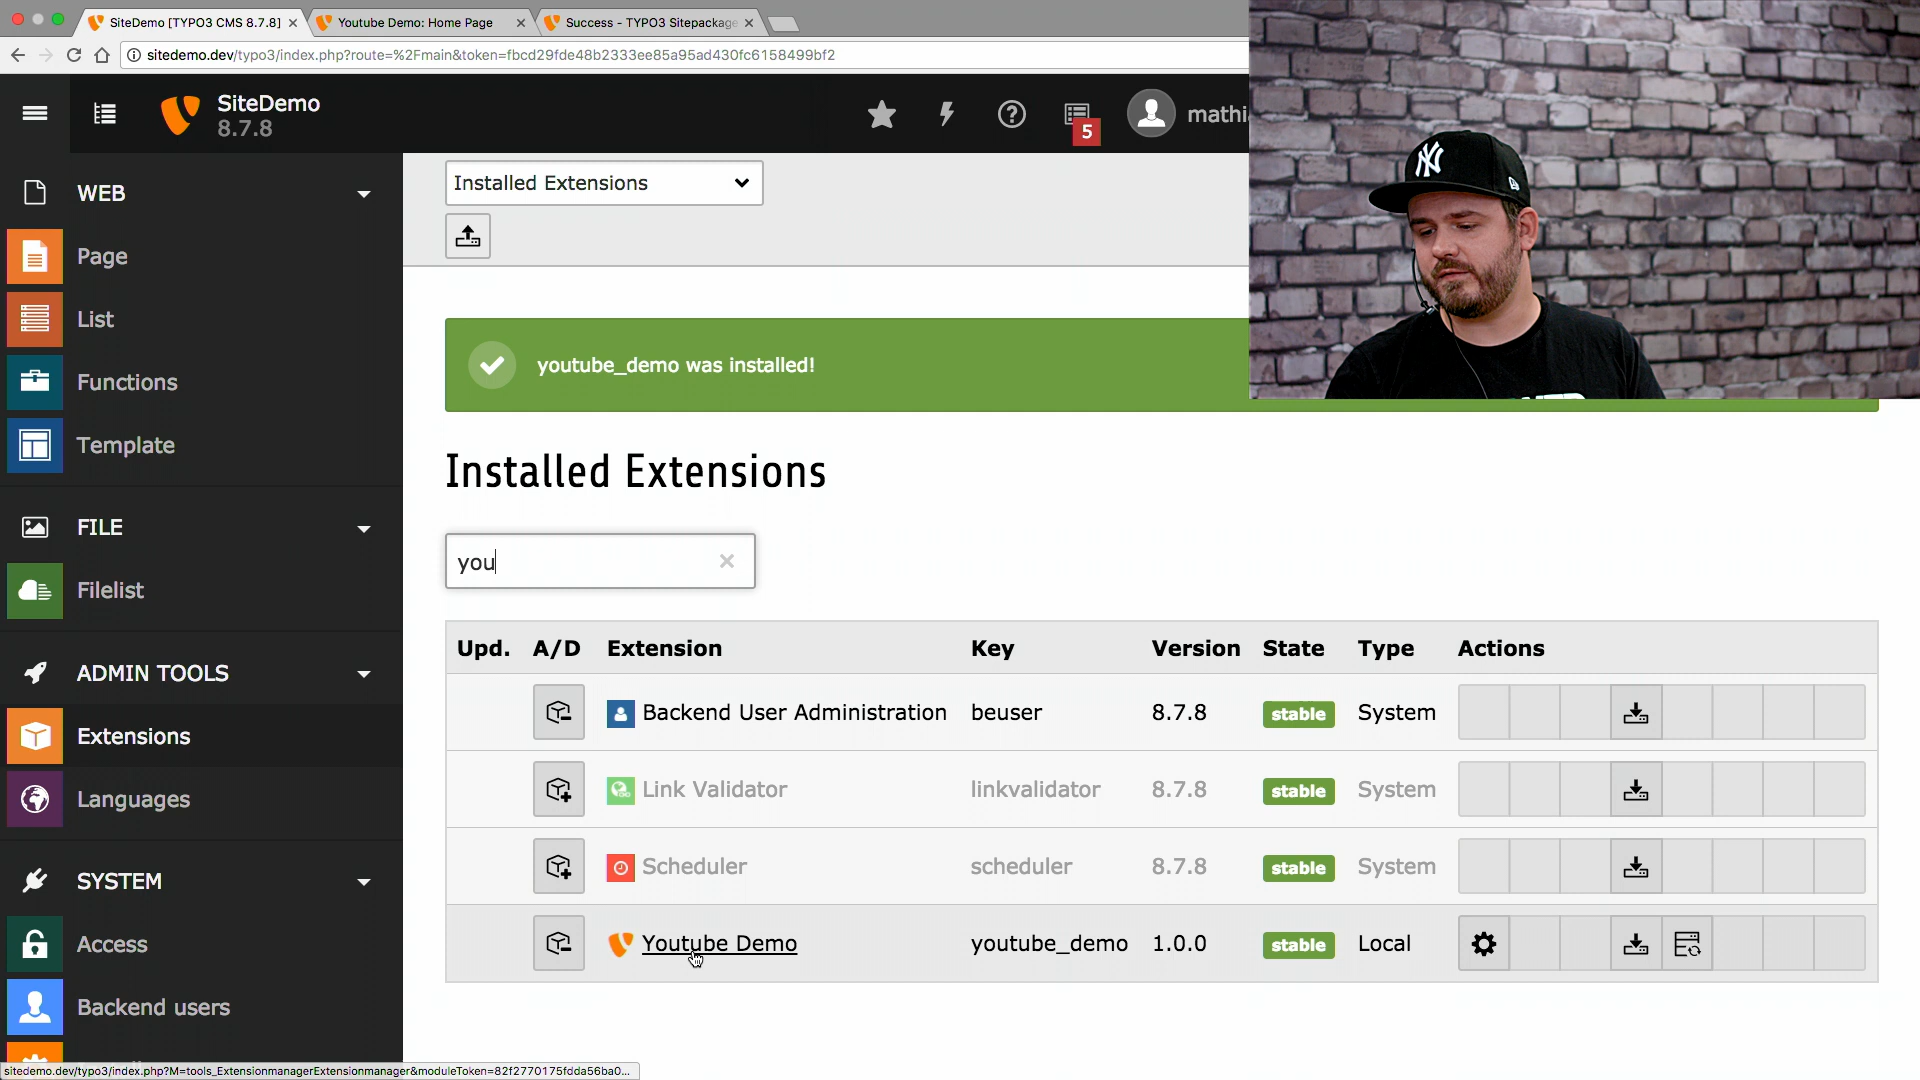 SiteDemo [TYPO3 CMS 8.7.8]
Youtube Demo: Home Page
Success - TYPO3 Sitepackage
sitedemo.dev/typo3/index.php?route=%2Fmain&token=fbcd29fde48b2333ee85a95ad430fc6158499bf2
SiteDemo
8.7.8
5
mathi
NY
WEB
Page
List
Functions
Template
FILE
Filelist
ADMIN TOOLS
Extensions
Languages
SYSTEM
Access
Backend users
Installed Extensions
youtube_demo was installed!
Installed Extensions
you
Upd. A/D Extension Key Version State Type Actions
Backend User Administration beuser 8.7.8 stable System
Link Validator linkvalidator 8.7.8 stable System
Scheduler scheduler 8.7.8 stable System
Youtube Demo youtube_demo 1.0.0 stable Local
sitedemo.dev/typo3/index.php?M=tools_ExtensionmanagerExtensionmanager&moduleToken=82f2770175fdda56ba0...